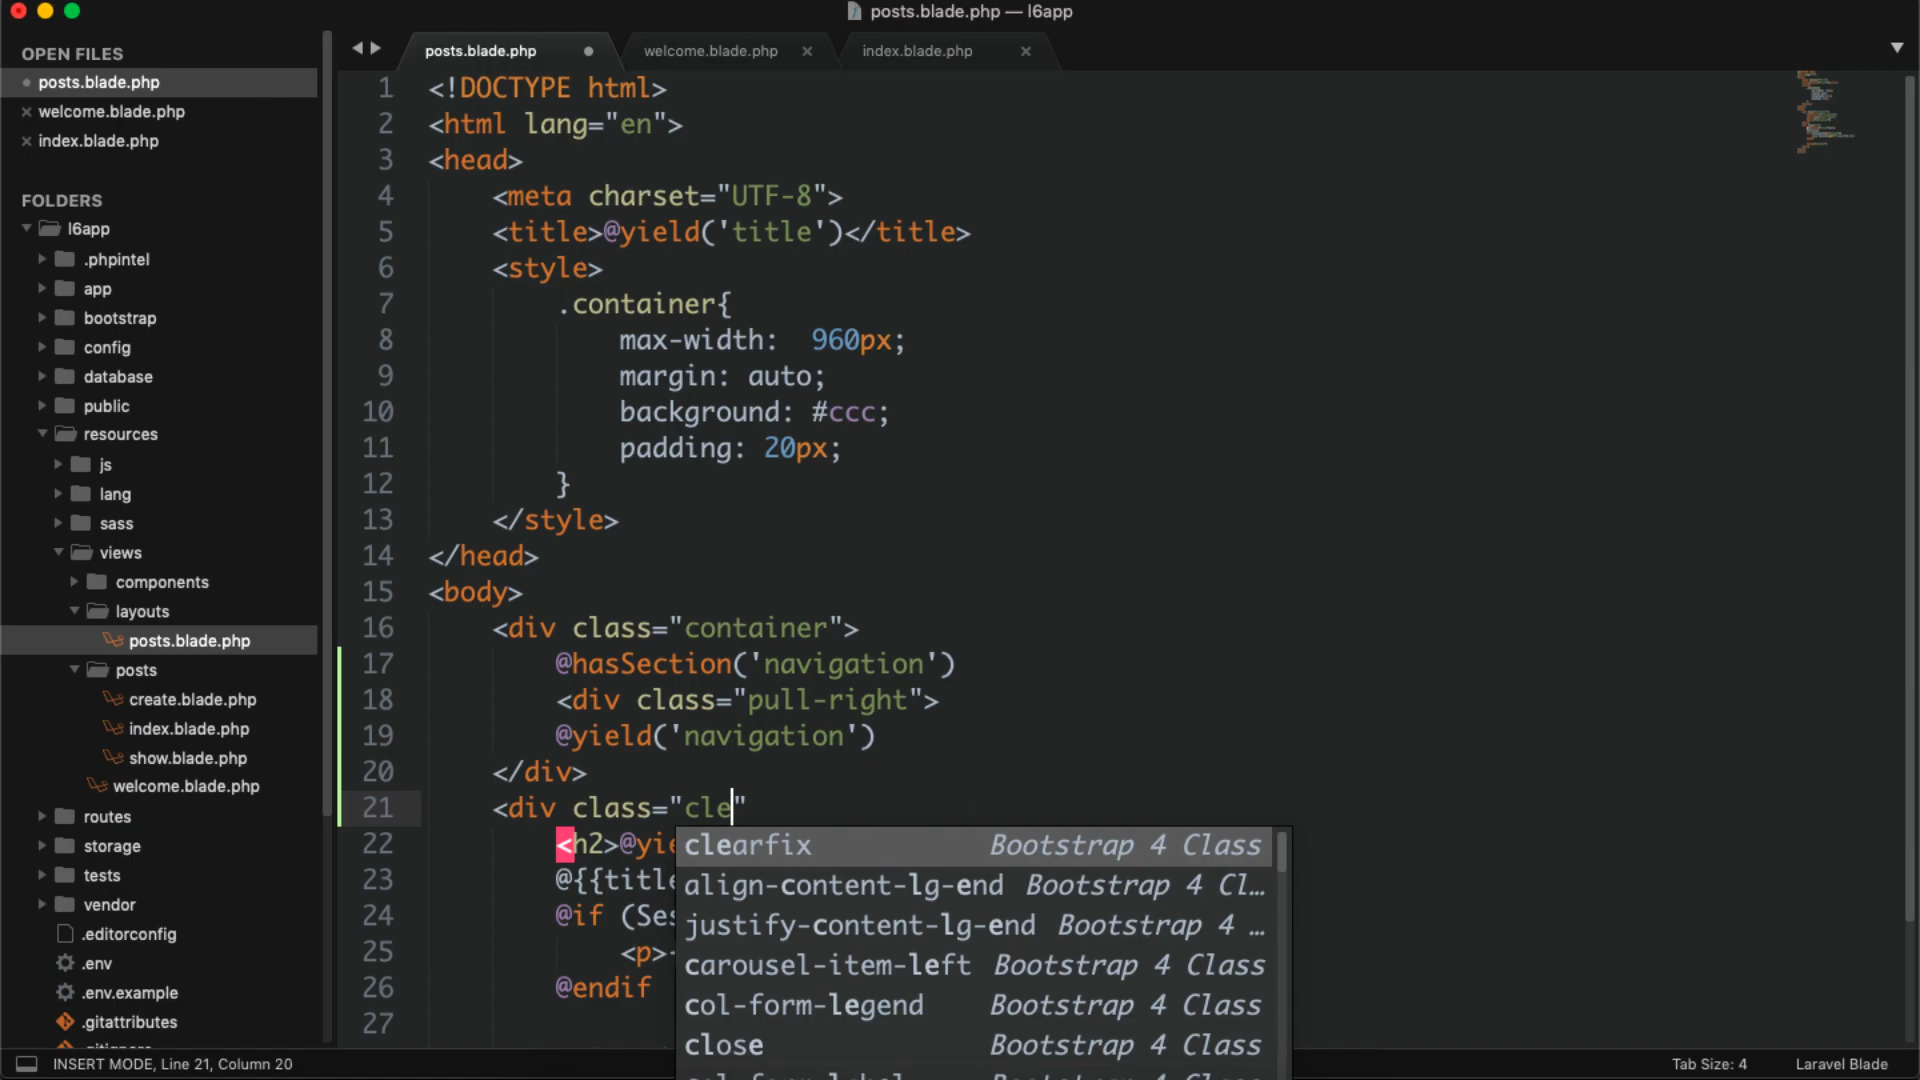 posts.blade.php — l6app
OPEN FILES
posts.blade.php
welcome.blade.php
index.blade.php
FOLDERS
l6app
.phpintel
app
bootstrap
config
database
public
resources
js
lang
sass
views
components
layouts
posts.blade.php
posts
create.blade.php
index.blade.php
show.blade.php
welcome.blade.php
routes
storage
tests
vendor
.editorconfig
.env
.env.example
.gitattributes
posts.blade.php
welcome.blade.php
index.blade.php
1 <!DOCTYPE html>
2 <html lang="en">
3 <head>
4 <meta charset="UTF-8">
5 <title>@yield('title')</title>
6 <style>
7 .container{
8 max-width:  960px;
9 margin: auto;
10 background: #ccc;
11 padding: 20px;
12 }
13 </style>
14 </head>
15 <body>
16 <div class="container">
17 @hasSection('navigation')
18 <div class="pull-right">
19 @yield('navigation')
20 </div>
21 <div class="cle"
22 <h2>@yie
23 @{{title
24 @if (Ses
25 <p>
26 @endif
27
clearfix Bootstrap 4 Class
align-content-lg-end Bootstrap 4 Cl…
justify-content-lg-end Bootstrap 4 …
carousel-item-left Bootstrap 4 Class
col-form-legend Bootstrap 4 Class
close Bootstrap 4 Class
INSERT MODE, Line 21, Column 20
Tab Size: 4
Laravel Blade